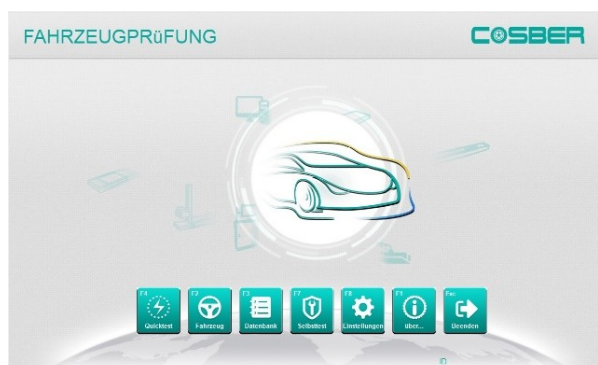 FAHRZEUGPRüFUNG
COSBER
F4 F2 F3 F7 F8 F1 Esc
Quicktest Fahrzeug Datenbank Selbsttest Einstellungen über... Beenden